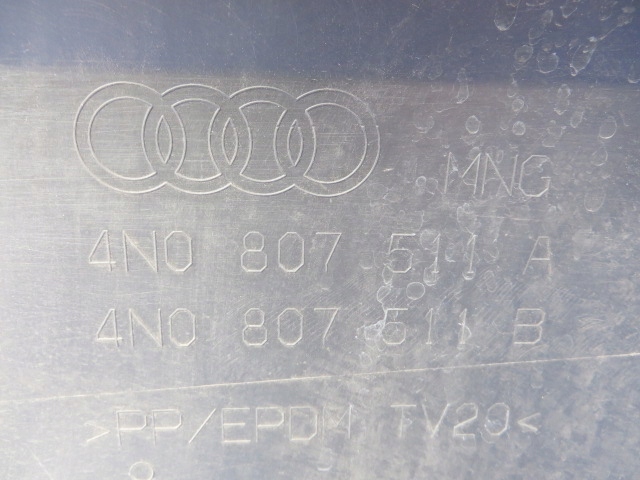 MNG
4N0 807 511 A
4N0 807 511 B
>PP/EPDM TV20<